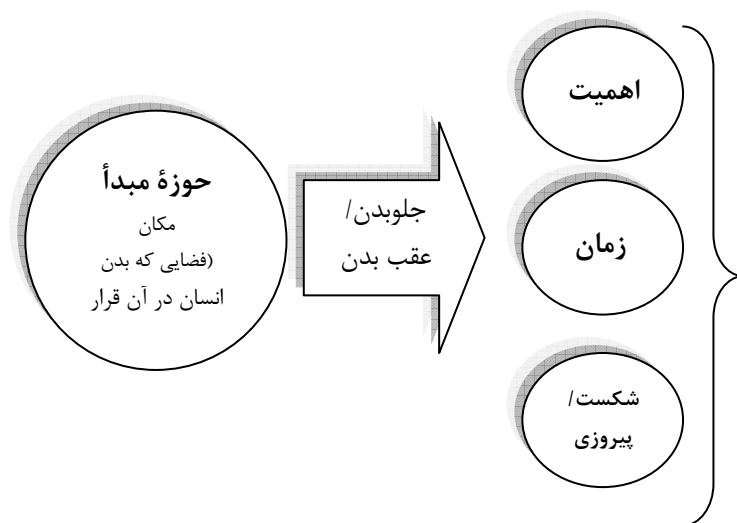 حوزهٔ مبدأ
مکان
(فضایی که بدن
انسان در آن قرار
جلوبدن/
عقب بدن
اهمیت
زمان
شکست/
پیروزی